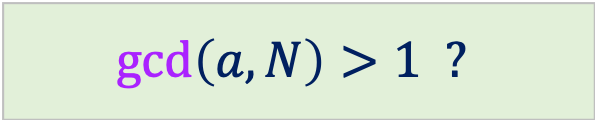 gcd(a, N) > 1 ?